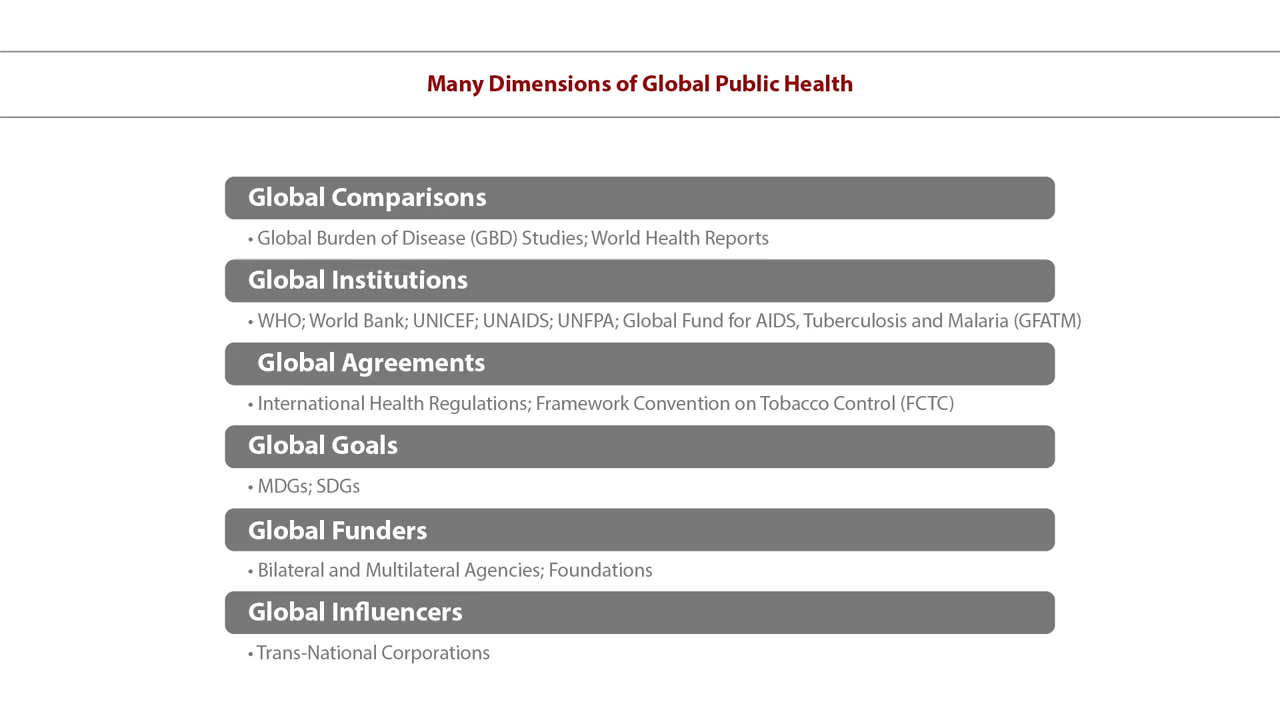 Many Dimensions of Global Public Health
Global Comparisons
• Global Burden of Disease (GBD) Studies; World Health Reports
Global Institutions
• WHO; World Bank; UNICEF; UNAIDS; UNFPA; Global Fund for AIDS, Tuberculosis and Malaria (GFATM)
Global Agreements
• International Health Regulations; Framework Convention on Tobacco Control (FCTC)
Global Goals
• MDGs; SDGs
Global Funders
• Bilateral and Multilateral Agencies; Foundations
Global Influencers
• Trans-National Corporations